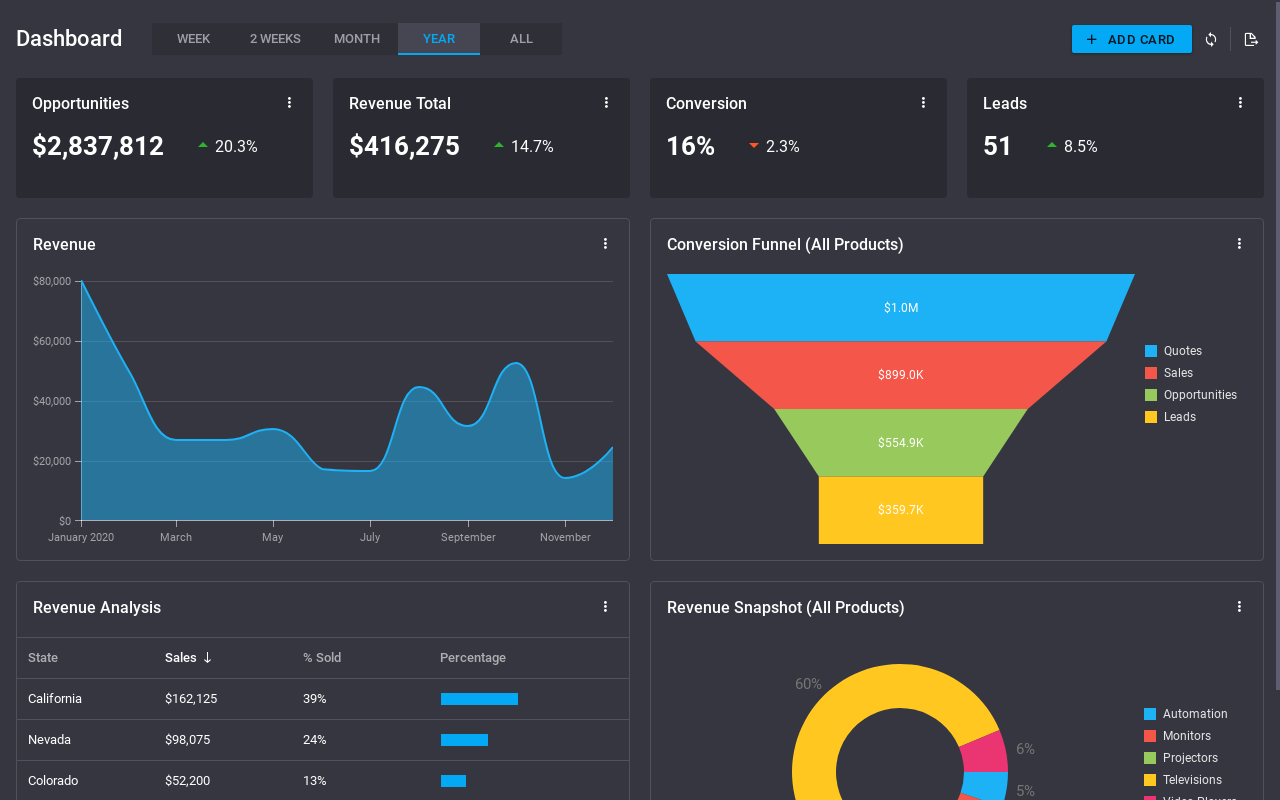 Dashboard
WEEK 2 WEEKS MONTH YEAR ALL
ADD CARD
Opportunities
$2,837,812 20.3%
Revenue Total
$416,275 14.7%
Conversion
16% 2.3%
Leads
51 8.5%
Revenue
$80,000
$60,000
$40,000
$20,000
$0
January 2020 March May July September November
Conversion Funnel (All Products)
$1.0M
$899.0K
$554.9K
$359.7K
Quotes
Sales
Opportunities
Leads
Revenue Analysis
State Sales % Sold Percentage
California $162,125 39%
Nevada $98,075 24%
Colorado $52,200 13%
Revenue Snapshot (All Products)
60%
6%
5%
Automation
Monitors
Projectors
Televisions
Video Players